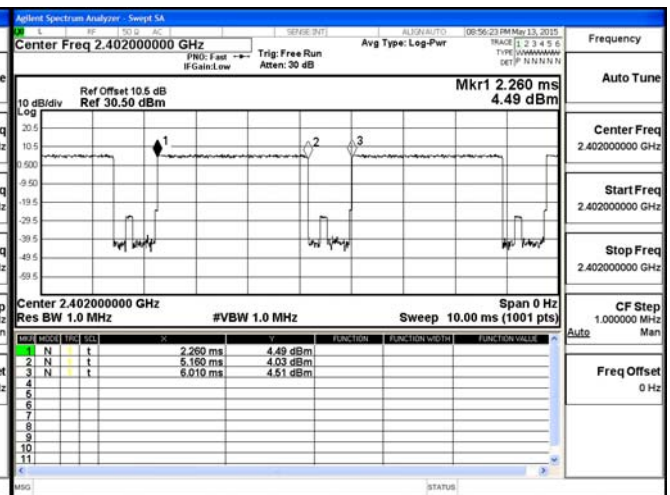 Agilent Spectrum Analyzer - Swept SA
L RF 50 Ω AC SENSE:INT ALIGN AUTO 08:56:23 PM May 13, 2015
Center Freq 2.402000000 GHz
PNO: Fast
IFGain:Low
Trig: Free Run
Atten: 30 dB
Avg Type: Log-Pwr
TRACE 1 2 3 4 5 6
TYPE
DET P N N N N N
Frequency
Auto Tune
Mkr1 2.260 ms
4.49 dBm
Ref Offset 10.5 dB
10 dB/div Ref 30.50 dBm
Log
20.5
10.5
0.500
-9.50
-19.5
-29.5
-39.5
-49.5
-59.5
1
2
3
Center Freq
2.402000000 GHz
Start Freq
2.402000000 GHz
Stop Freq
2.402000000 GHz
CF Step
1.000000 MHz
Auto Man
Freq Offset
0 Hz
Center 2.402000000 GHz Span 0 Hz
Res BW 1.0 MHz #VBW 1.0 MHz Sweep 10.00 ms (1001 pts)
MKR MODE TRC SCL X Y FUNCTION FUNCTION WIDTH FUNCTION VALUE
1 N t 2.260 ms 4.49 dBm
2 N t 5.160 ms 4.03 dBm
3 N t 6.010 ms 4.51 dBm
4
5
6
7
8
9
10
11
MSG STATUS